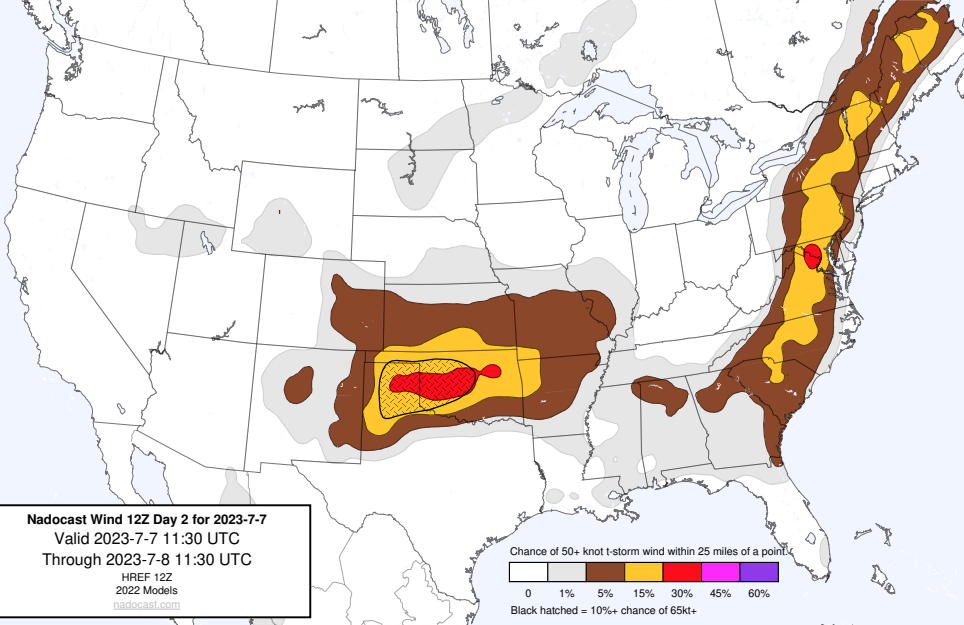 Nadocast Wind 12Z Day 2 for 2023-7-7
Valid 2023-7-7 11:30 UTC
Through 2023-7-8 11:30 UTC
HREF 12Z
2022 Models
nadocast.com
Chance of 50+ knot t-storm wind within 25 miles of a point.
0 1% 5% 15% 30% 45% 60%
Black hatched = 10%+ chance of 65kt+